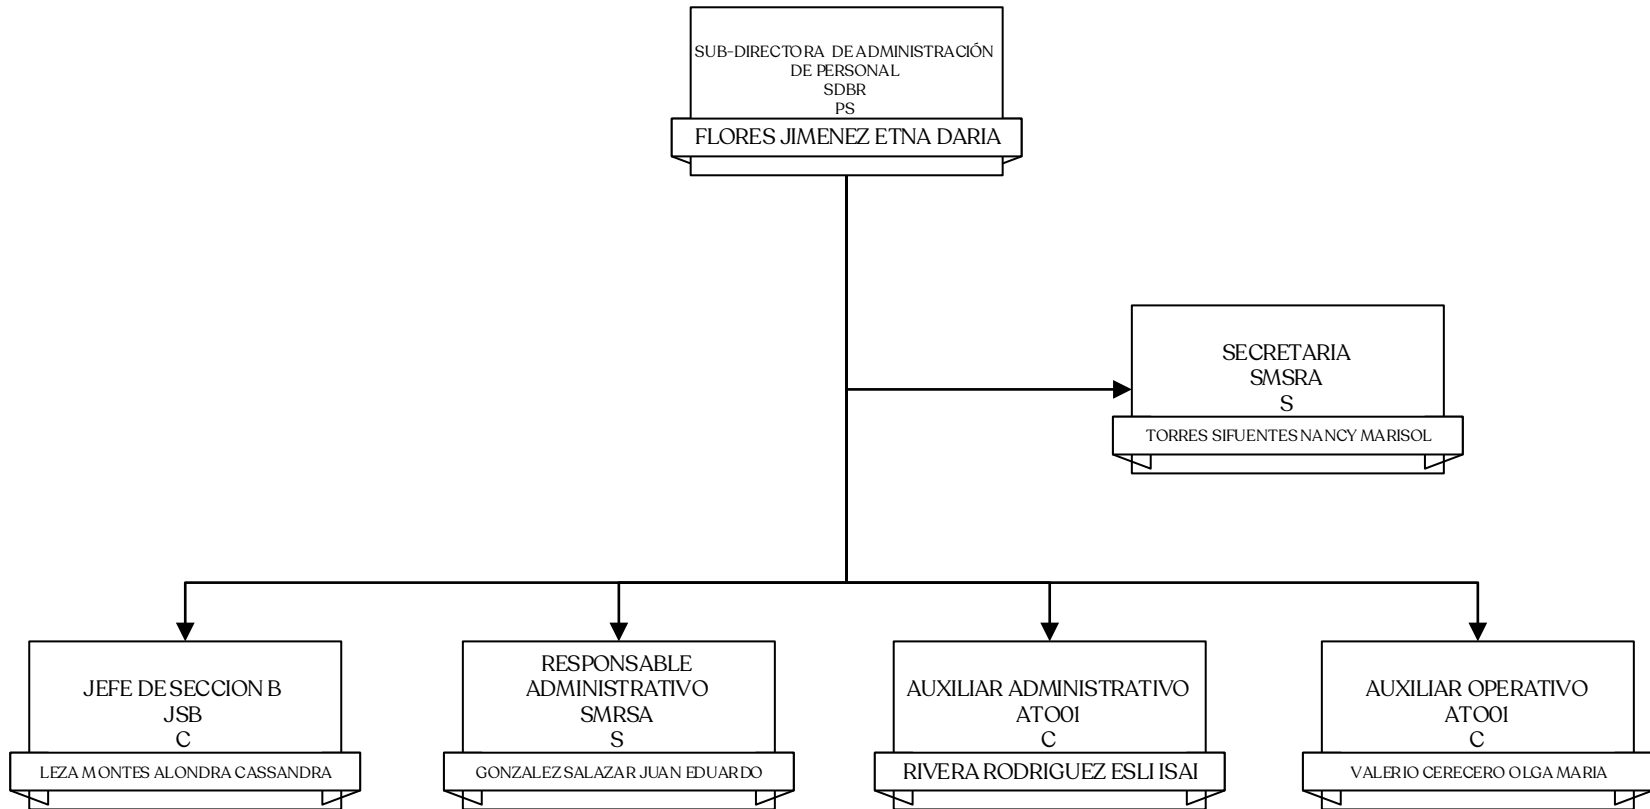 SUB-DIRECTORA DE ADMINISTRACIÓN
DE PERSONAL
SDBR
PS
FLORES JIMENEZ ETNA DARIA
SECRETARIA
SMSRA
S
TORRES SIFUENTES NANCY MARISOL
JEFE DE SECCION B
JSB
C
LEZA MONTES ALONDRA CASSANDRA
RESPONSABLE
ADMINISTRATIVO
SMRSA
S
GONZALEZ SALAZAR JUAN EDUARDO
AUXILIAR ADMINISTRATIVO
ATO01
C
RIVERA RODRIGUEZ ESLI ISAI
AUXILIAR OPERATIVO
ATO01
C
VALERIO CERECERO OLGA MARIA